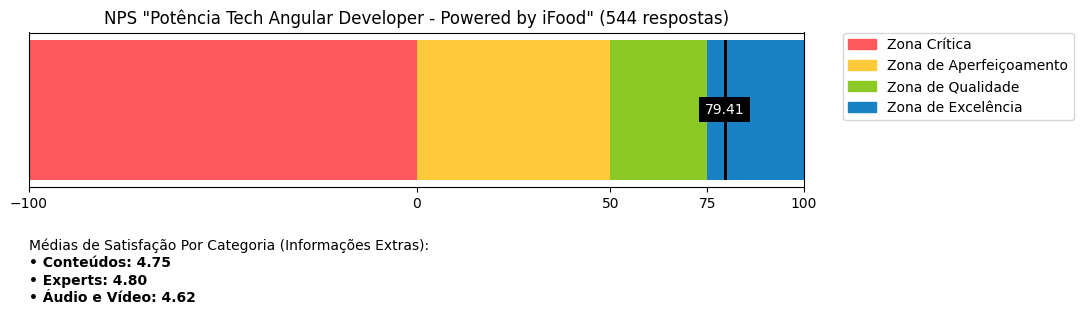 NPS "Potência Tech Angular Developer - Powered by iFood" (544 respostas)
Zona Crítica
Zona de Aperfeiçoamento
Zona de Qualidade
Zona de Excelência
79.41
−100
0
50
75
100
Médias de Satisfação Por Categoria (Informações Extras):
• Conteúdos: 4.75
• Experts: 4.80
• Áudio e Vídeo: 4.62